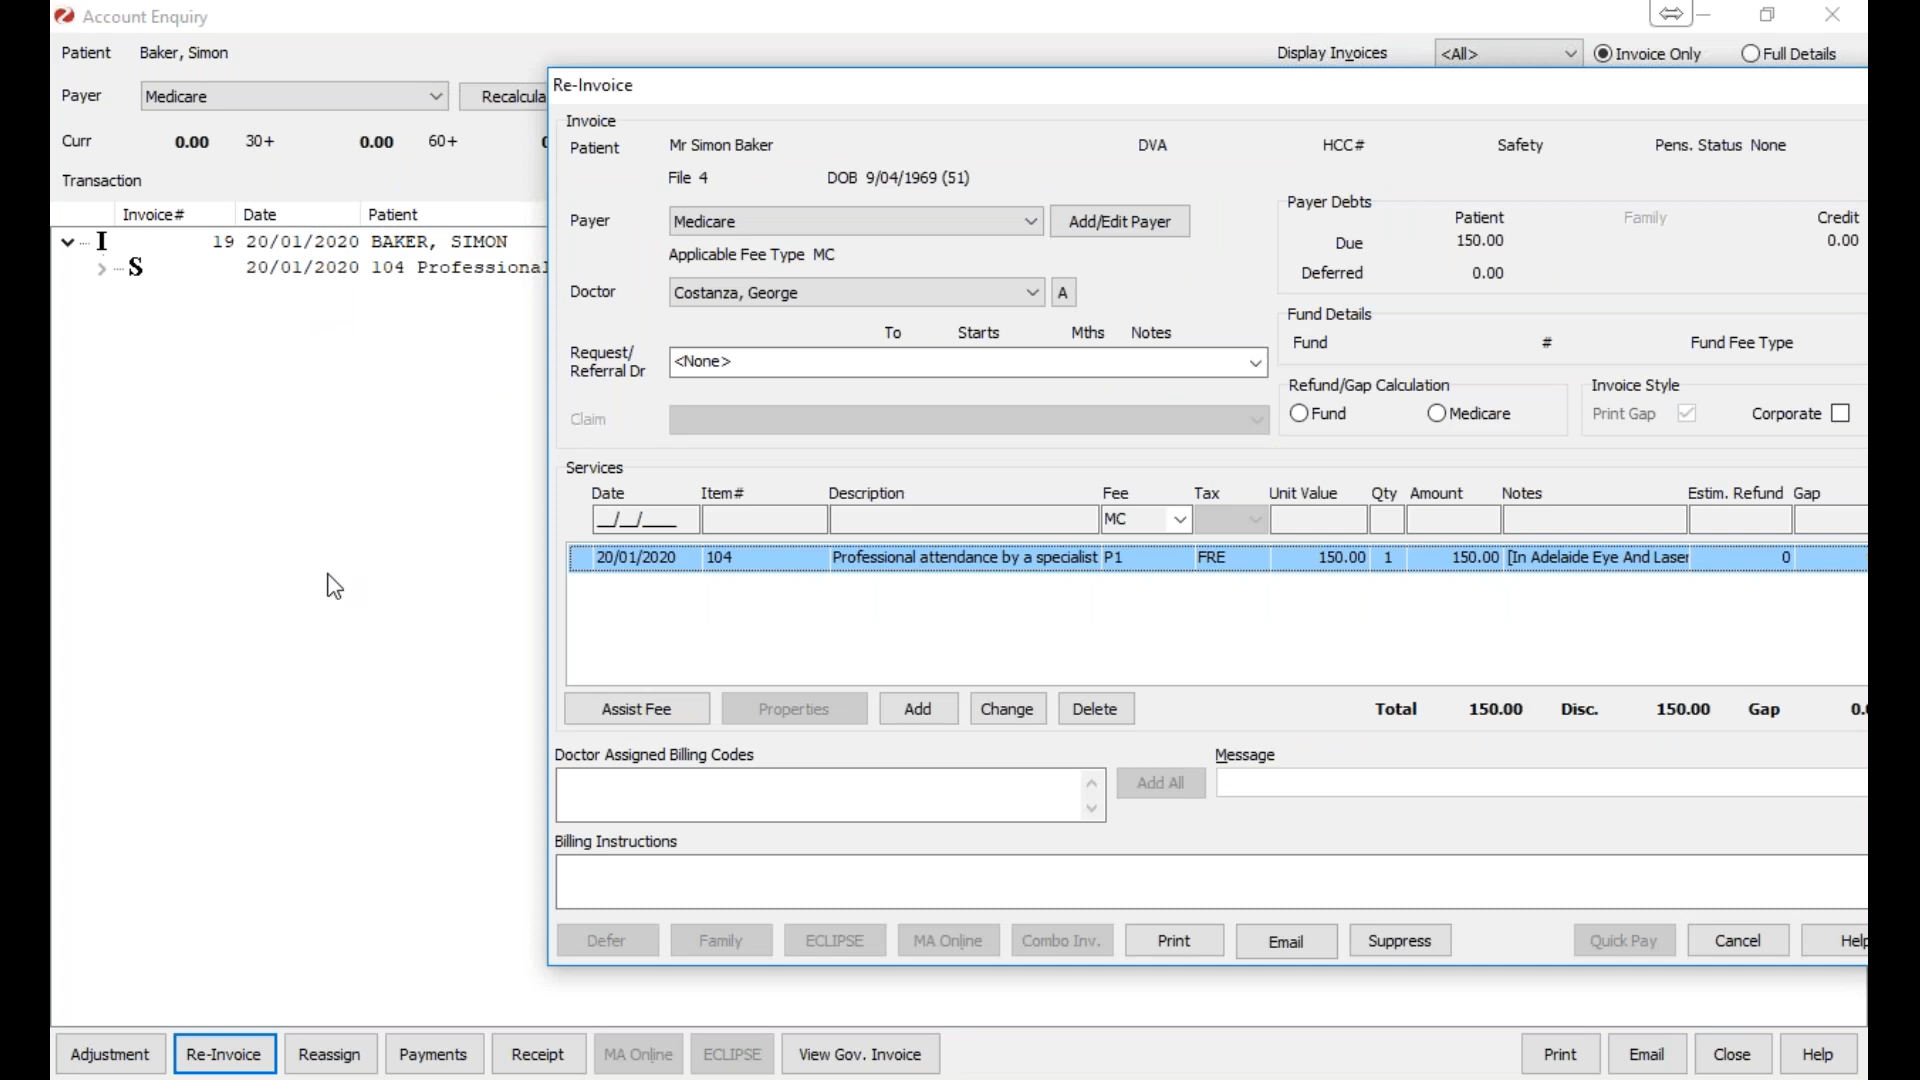 Account Enquiry
Patient Baker, Simon Display Invoices <All> Invoice Only Full Details
Payer Medicare Recalcula
Curr 0.00 30+ 0.00 60+
Transaction
Invoice# Date Patient
I 19 20/01/2020 BAKER, SIMON
S 20/01/2020 104 Professional
Re-Invoice
Invoice
Patient Mr Simon Baker DVA HCC# Safety Pens. Status None
File 4 DOB 9/04/1969 (51)
Payer Medicare Add/Edit Payer
Applicable Fee Type MC
Doctor Costanza, George A
To Starts Mths Notes
Request/
Referral Dr <None>
Claim
Payer Debts
Patient Family Credit
Due 150.00 0.00
Deferred 0.00
Fund Details
Fund # Fund Fee Type
Refund/Gap Calculation
Fund Medicare
Invoice Style
Print Gap Corporate
Services
Date Item# Description Fee Tax Unit Value Qty Amount Notes Estim. Refund Gap
__/__/____ MC
20/01/2020 104 Professional attendance by a specialist P1 FRE 150.00 1 150.00 [In Adelaide Eye And Laser 0
Assist Fee Properties Add Change Delete Total 150.00 Disc. 150.00 Gap
Doctor Assigned Billing Codes Message
Add All
Billing Instructions
Defer Family ECLIPSE MA Online Combo Inv. Print Email Suppress Quick Pay Cancel Help
Adjustment Re-Invoice Reassign Payments Receipt MA Online ECLIPSE View Gov. Invoice Print Email Close Help